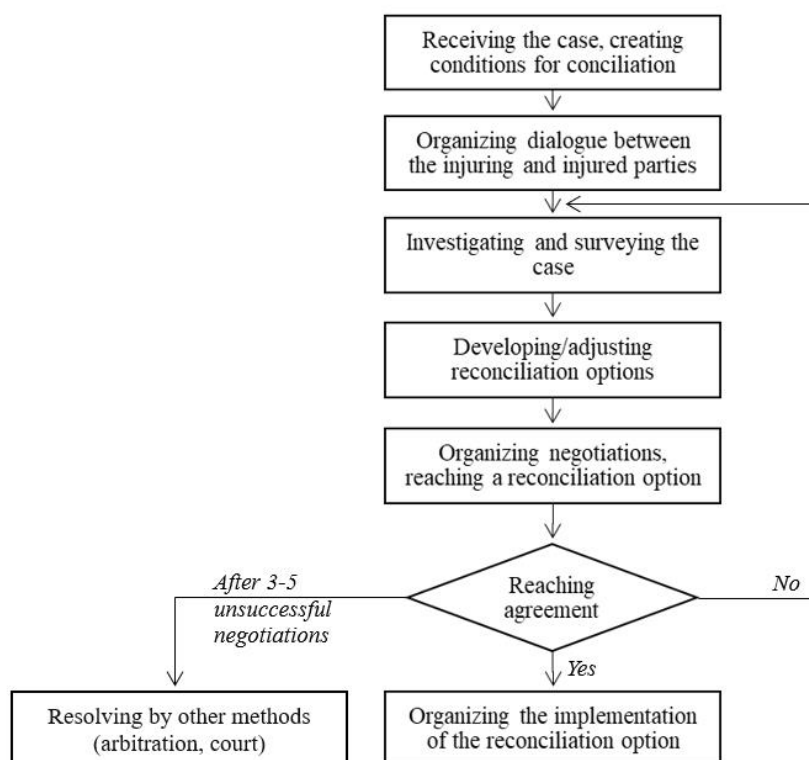 Receiving the case, creating
conditions for conciliation
Organizing dialogue between
the injuring and injured parties
Investigating and surveying the
case
Developing/adjusting
reconciliation options
Organizing negotiations,
reaching a reconciliation option
After 3-5
unsuccessful
negotiations
Reaching
agreement
No
Yes
Resolving by other methods
(arbitration, court)
Organizing the implementation
of the reconciliation option